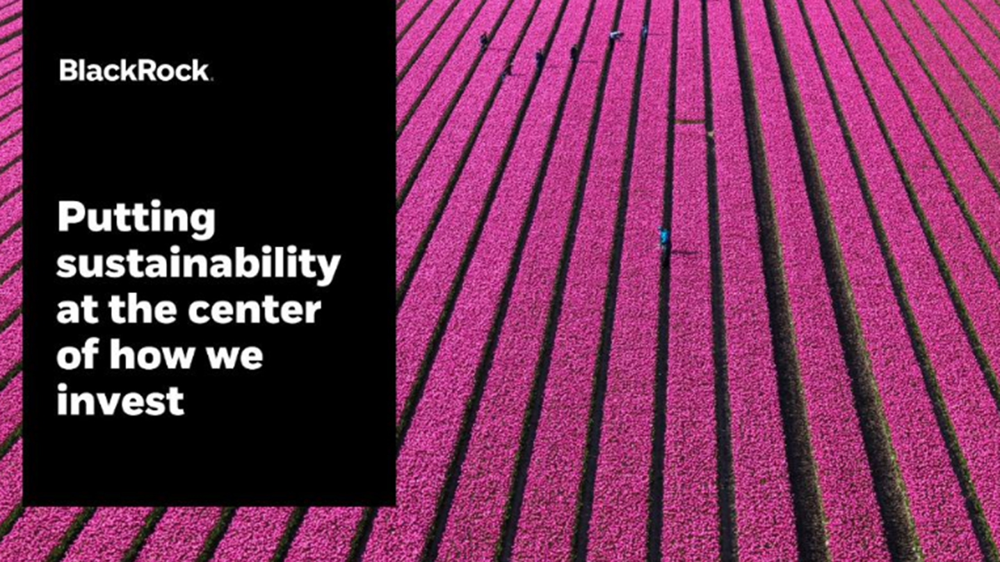 BlackRock.
Putting
sustainability
at the center
of how we
invest